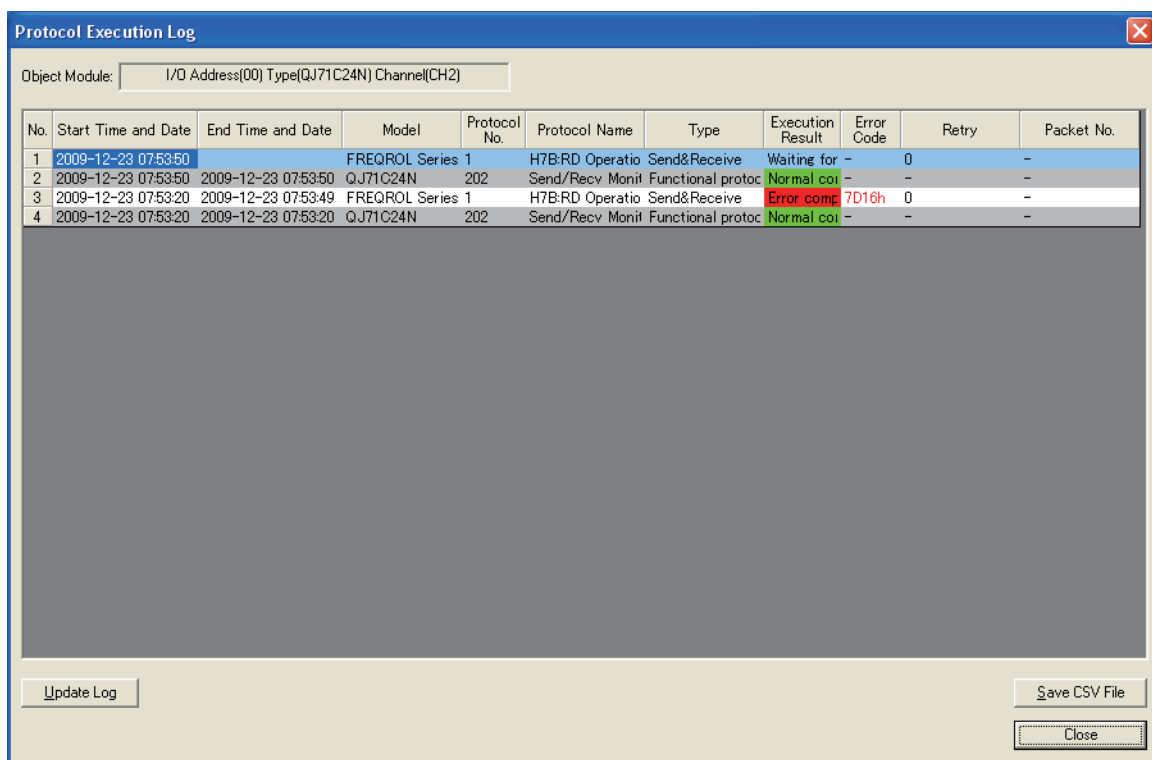 Protocol Execution Log
Object Module: I/O Address(00) Type(QJ71C24N) Channel(CH2)
No. Start Time and Date End Time and Date Model Protocol No. Protocol Name Type Execution Result Error Code Retry Packet No.
1 2009-12-23 07:53:50 FREQROL Series 1 H7B:RD Operatio Send&Receive Waiting for - 0 -
2 2009-12-23 07:53:50 2009-12-23 07:53:50 QJ71C24N 202 Send/Recv Monit Functional protoc Normal cor - - -
3 2009-12-23 07:53:20 2009-12-23 07:53:49 FREQROL Series 1 H7B:RD Operatio Send&Receive Error comp 7D16h 0 -
4 2009-12-23 07:53:20 2009-12-23 07:53:20 QJ71C24N 202 Send/Recv Monit Functional protoc Normal cor - - -
Update Log
Save CSV File
Close